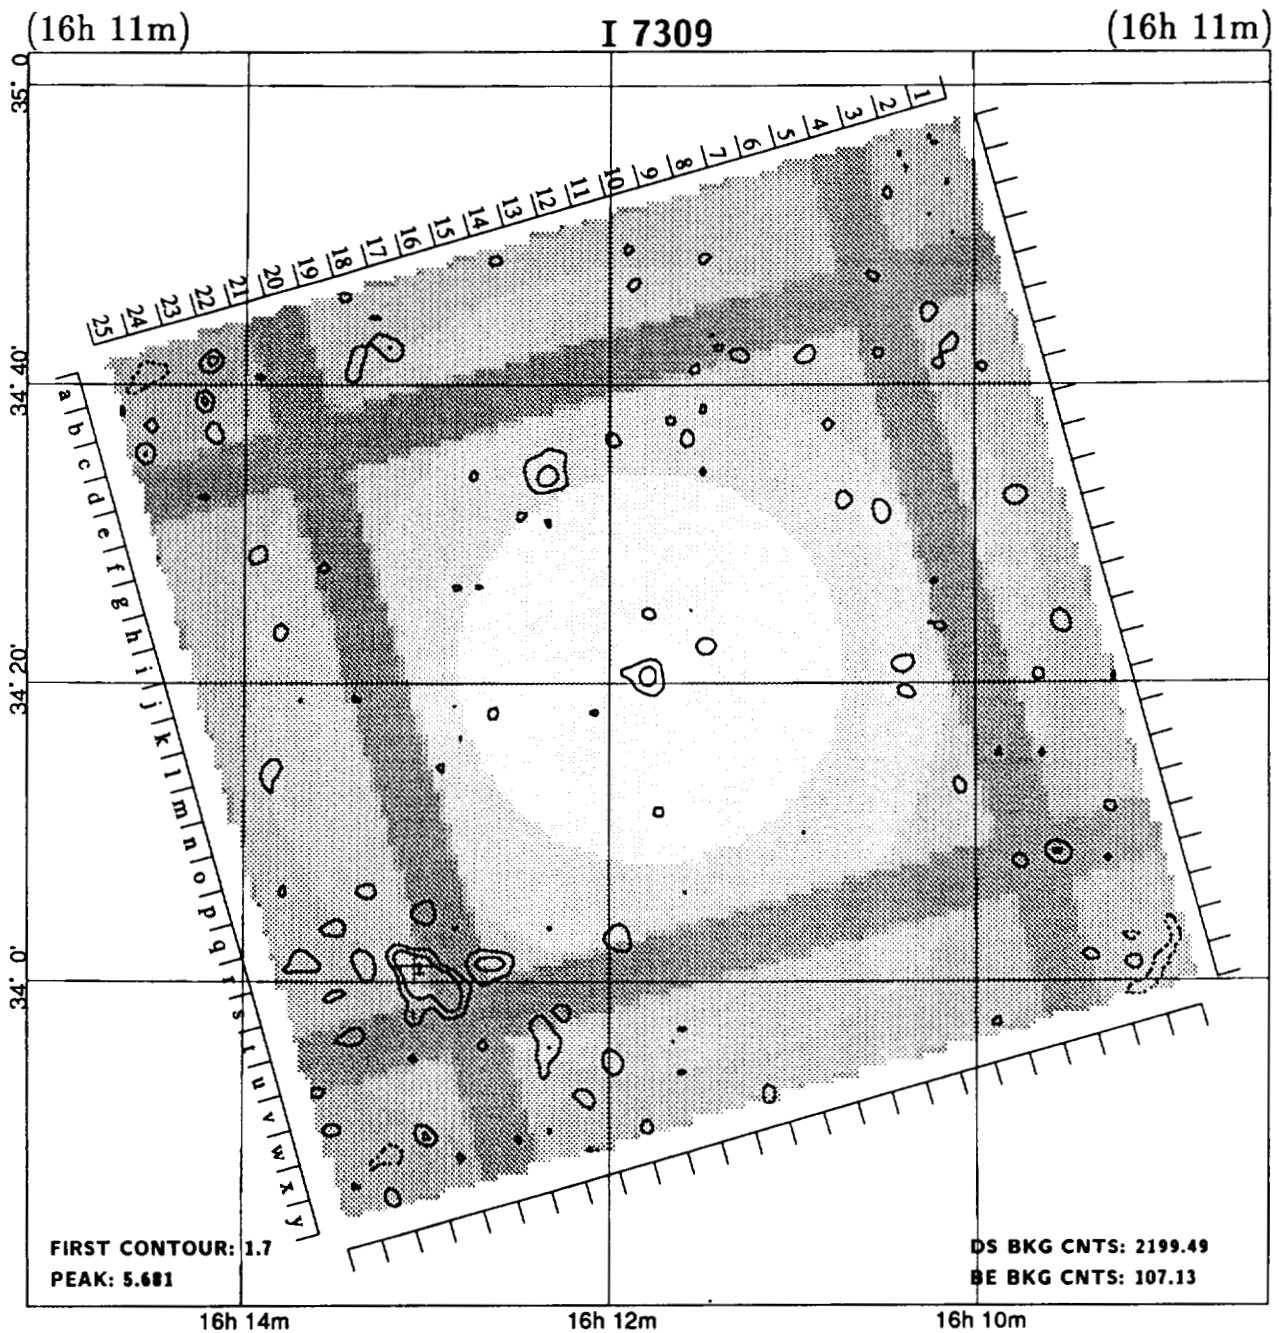 (16h 11m) I 7309 (16h 11m)
35° 0'
1
2
3
4
5
6
7
8
9
10
11
12
13
14
15
16
17
18
19
20
21
22
23
24
25
34° 40'
a
b
c
d
e
f
g
h
i
j
k
l
m
n
o
p
q
r
s
t
u
v
w
x
y
34° 20'
34° 0'
FIRST CONTOUR: 1.7
PEAK: 5.681
DS BKG CNTS: 2199.49
BE BKG CNTS: 107.13
16h 14m 16h 12m 16h 10m